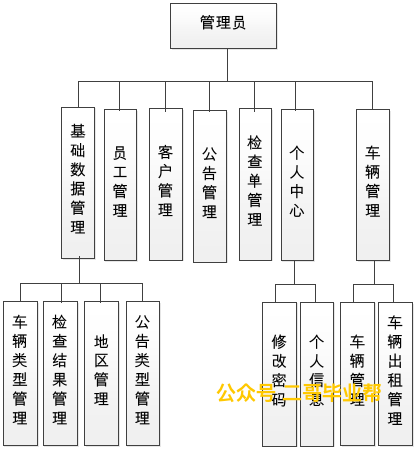 管理员
基础数据管理
员工管理
客户管理
公告管理
检查单管理
个人中心
车辆管理
车辆类型管理
检查结果管理
地区管理
公告类型管理
修改密码
个人信息
车辆管理
车辆出租管理
公众号 二哥毕业帮